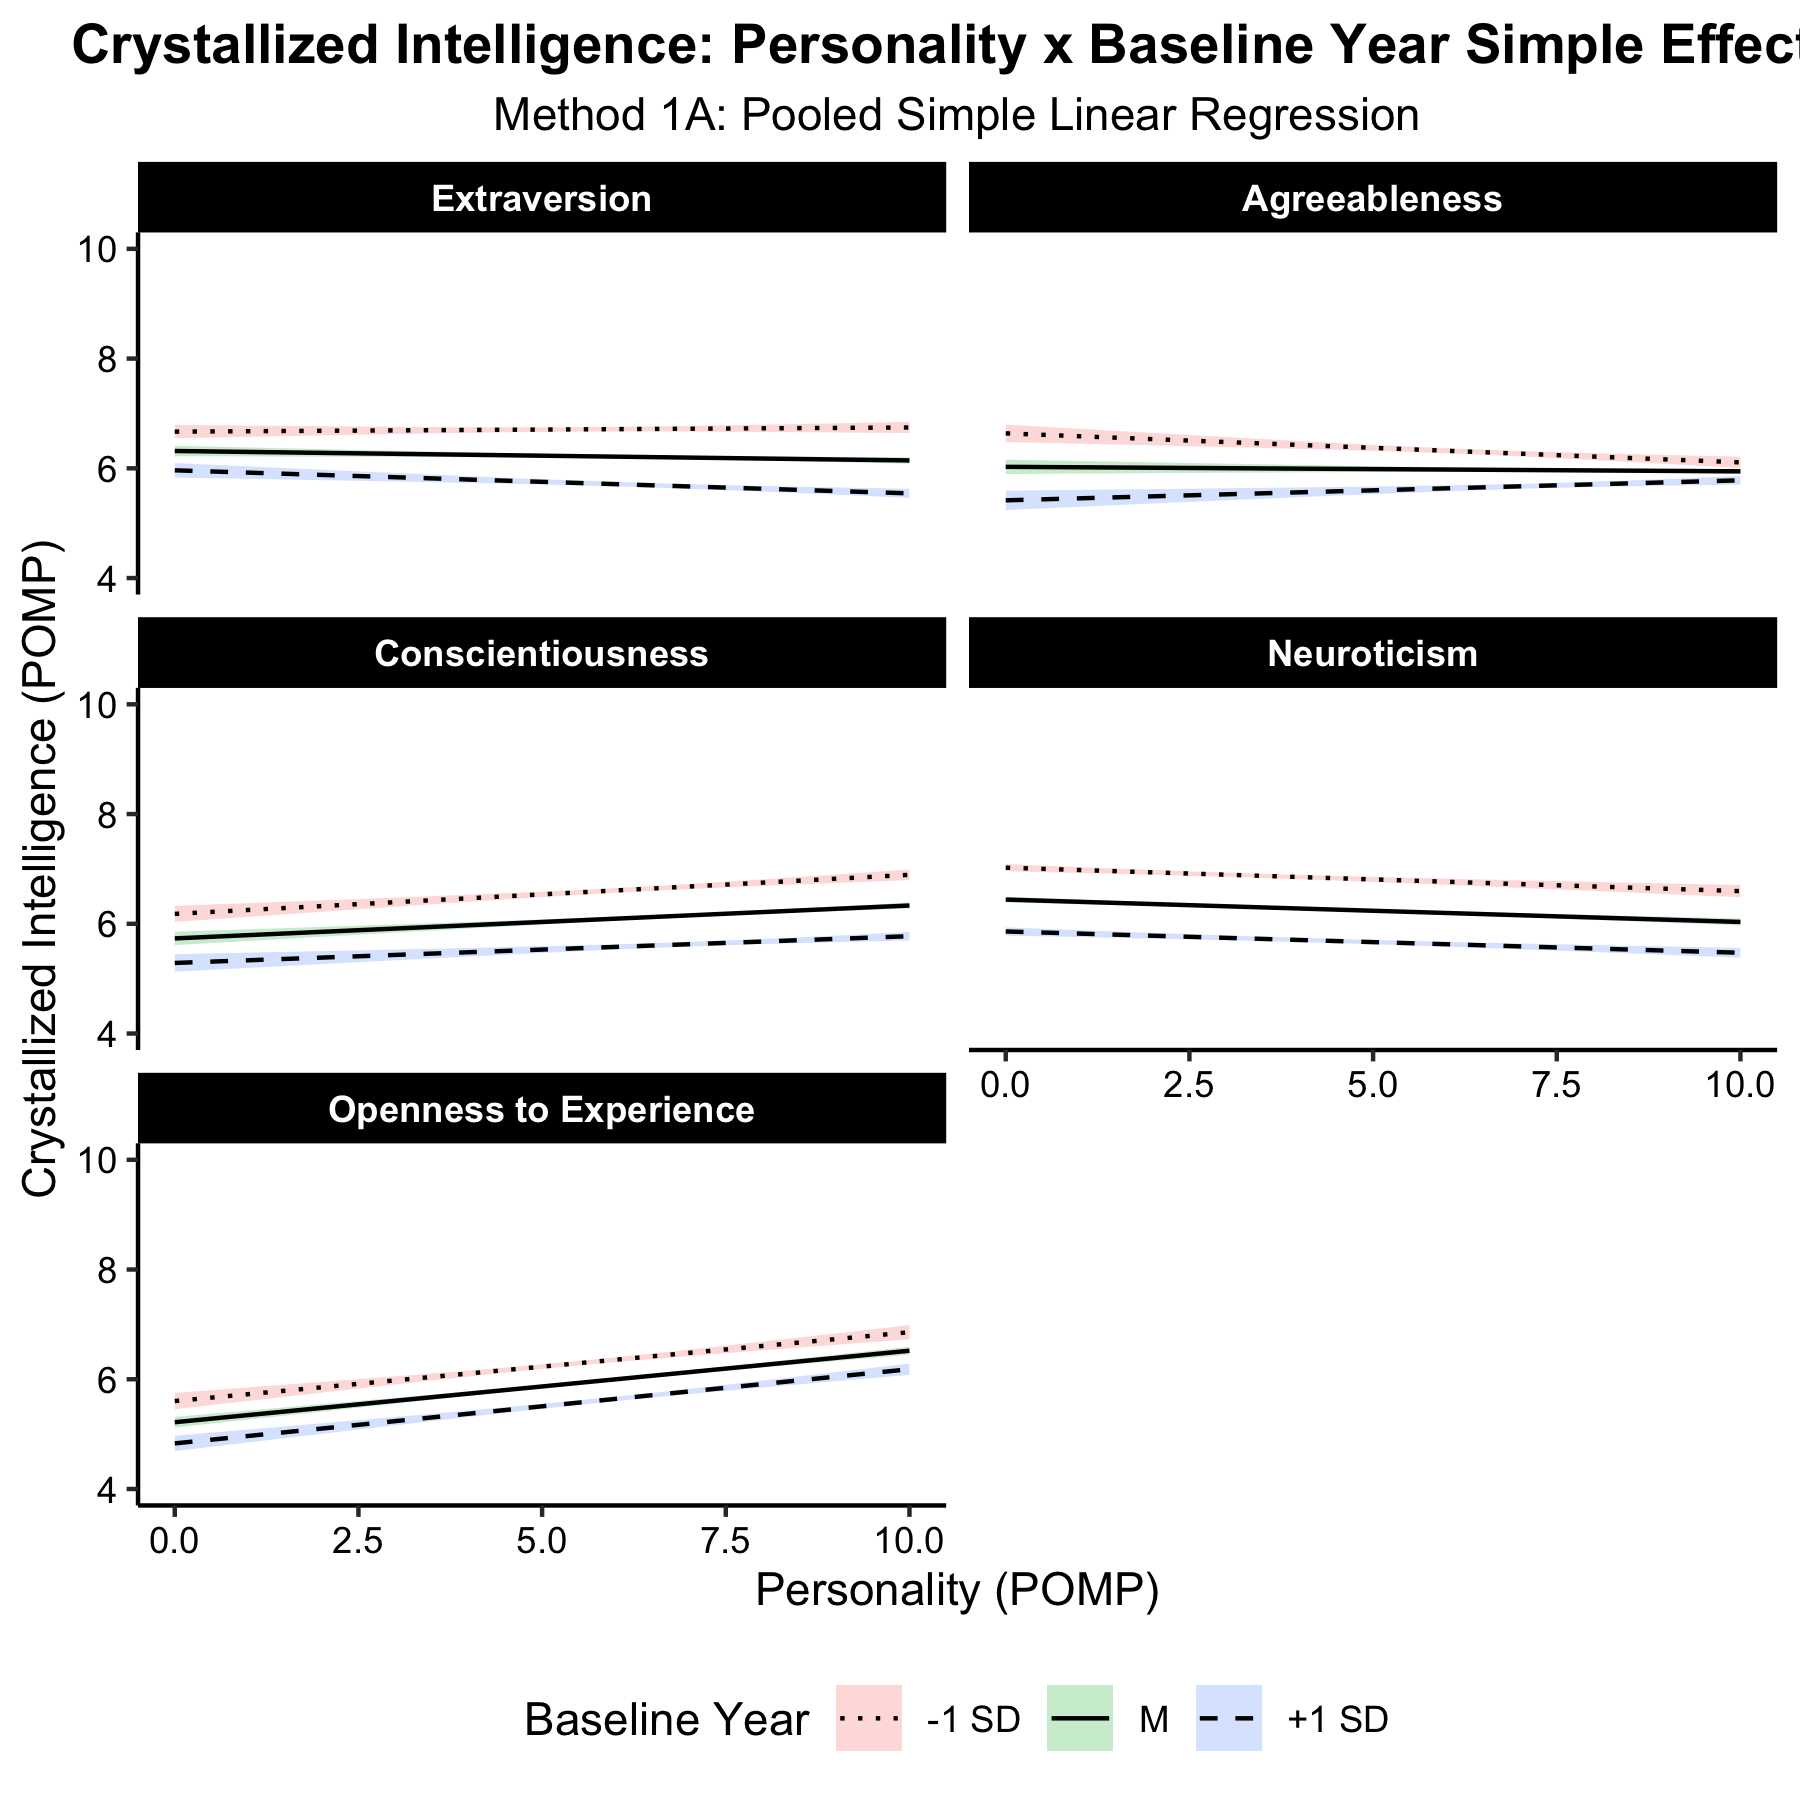 Crystallized Intelligence: Personality x Baseline Year Simple Effect
Method 1A: Pooled Simple Linear Regression
Extraversion
Agreeableness
10
8
6
4
Conscientiousness
Neuroticism
10
8
6
4
0.0 2.5 5.0 7.5 10.0
Openness to Experience
10
8
6
4
0.0 2.5 5.0 7.5 10.0
Crystallized Intelligence (POMP)
Personality (POMP)
Baseline Year -1 SD M +1 SD